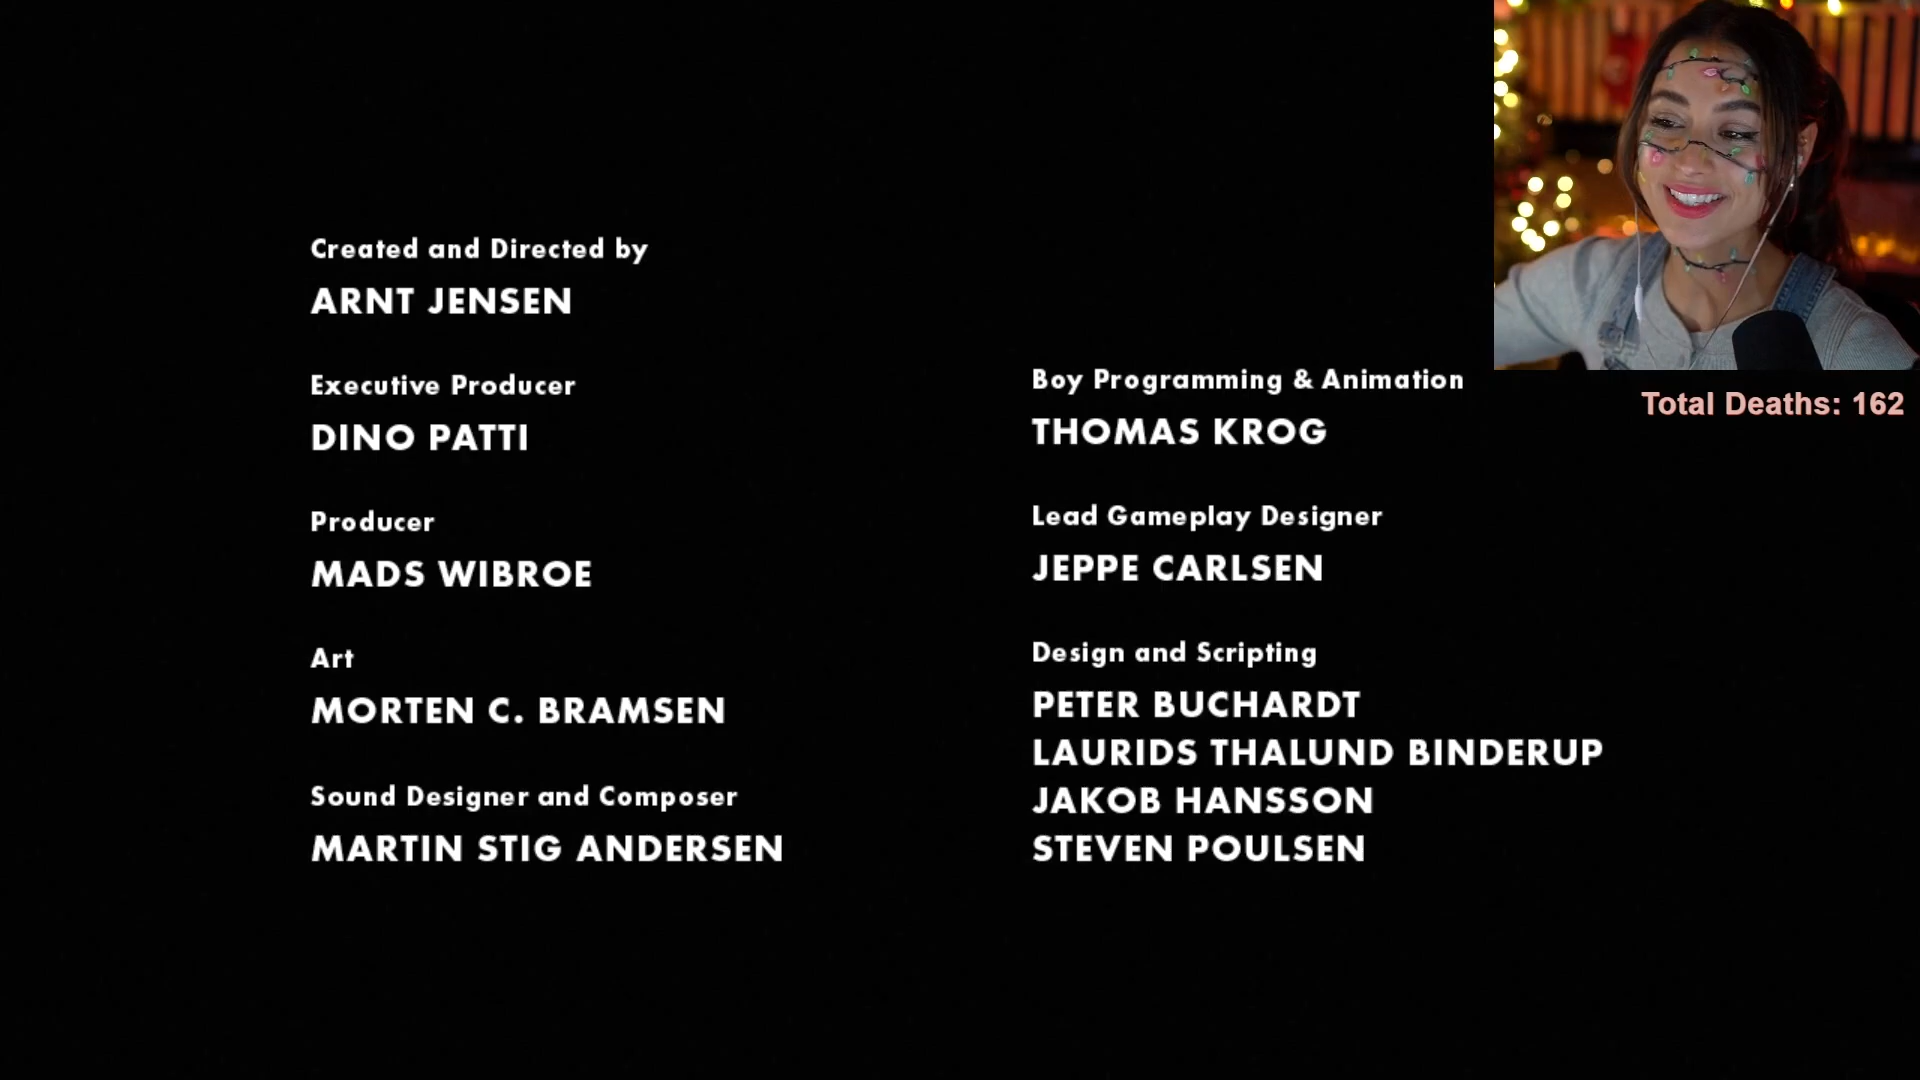 Created and Directed by
ARNT JENSEN
Executive Producer
DINO PATTI
Producer
MADS WIBROE
Art
MORTEN C. BRAMSEN
Sound Designer and Composer
MARTIN STIG ANDERSEN
Boy Programming & Animation
THOMAS KROG
Lead Gameplay Designer
JEPPE CARLSEN
Design and Scripting
PETER BUCHARDT
LAURIDS THALUND BINDERUP
JAKOB HANSSON
STEVEN POULSEN
Total Deaths: 162